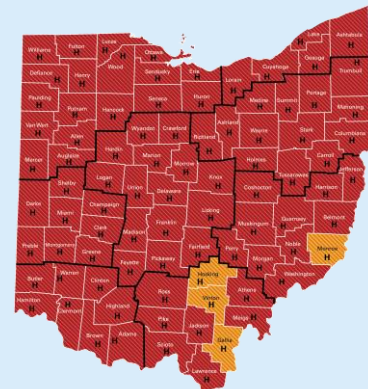 Williams
H
Fulton
H
Lucas
H
Wood
H
Ottawa
H
Defiance
H
Henry
H
Sandusky
H
Erie
H
Lorain
H
Cuyahoga
H
Lake
H
Ashtabula
H
Geauga
H
Trumbull
H
Paulding
H
Putnam
H
Hancock
H
Seneca
H
Huron
H
Medina
H
Summit
H
Portage
H
Mahoning
H
Van Wert
H
Allen
H
Wyandot
H
Crawford
H
Richland
H
Ashland
H
Wayne
H
Stark
H
Columbiana
H
Mercer
H
Auglaize
H
Hardin
H
Marion
H
Morrow
H
Knox
H
Holmes
H
Tuscarawas
H
Carroll
H
Jefferson
H
Shelby
H
Logan
H
Union
H
Delaware
H
Coshocton
H
Harrison
H
Darke
H
Miami
H
Champaign
H
Clark
H
Madison
H
Franklin
H
Licking
H
Muskingum
H
Guernsey
H
Belmont
H
Preble
H
Montgomery
H
Greene
H
Fayette
H
Pickaway
H
Fairfield
H
Perry
H
Morgan
H
Noble
H
Monroe
H
Butler
H
Warren
H
Clinton
H
Ross
H
Hocking
H
Vinton
H
Athens
H
Washington
H
Hamilton
H
Clermont
H
Highland
H
Brown
H
Adams
H
Pike
H
Jackson
H
Meigs
H
Scioto
H
Gallia
H
Lawrence
H